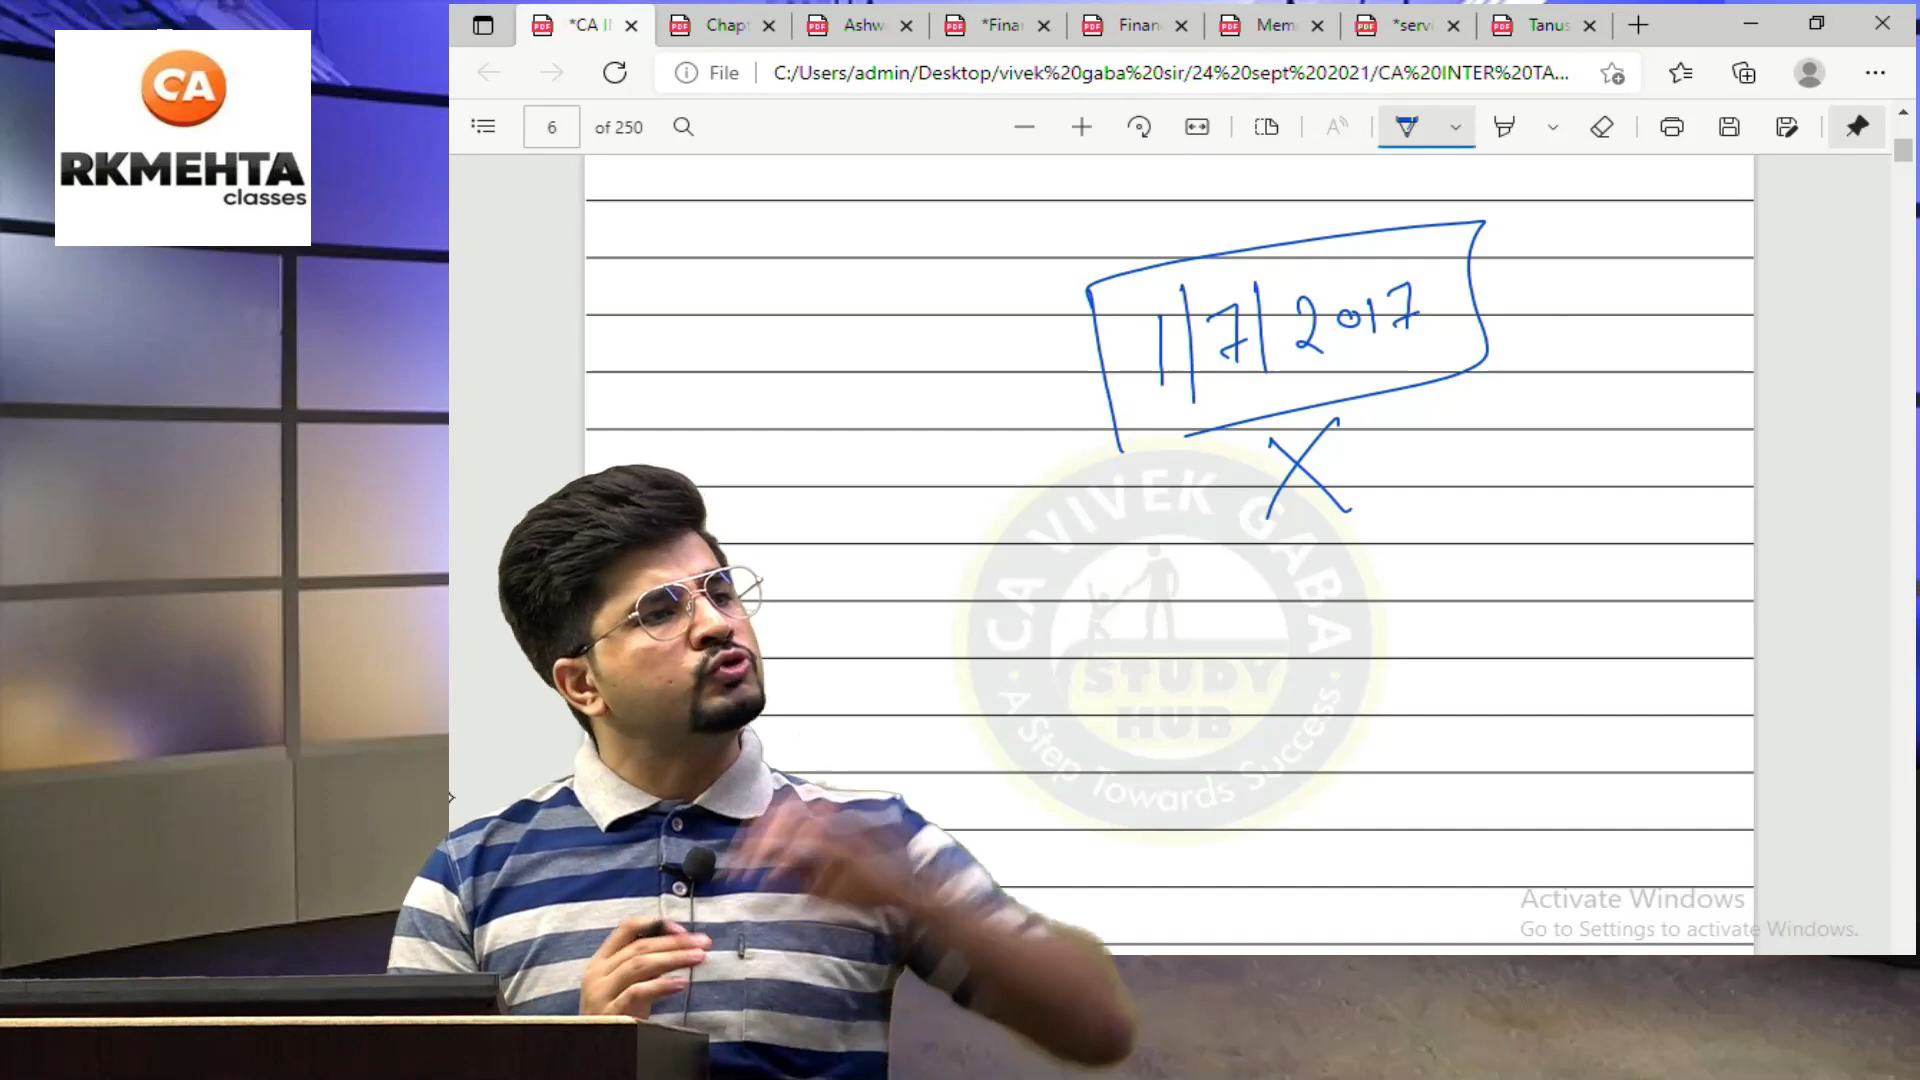 CA
RKMEHTA
classes
*CA I
Chap
Ashw
*Finar
Finan
Mem
*servi
Tanus
File
C:/Users/admin/Desktop/vivek%20gaba%20sir/24%20sept%202021/CA%20INTER%20TA...
6 of 250
1|7|2017
X
CA VIVEK GABA
STUDY
HUB
A Step Towards Success
Activate Windows
Go to Settings to activate Windows.